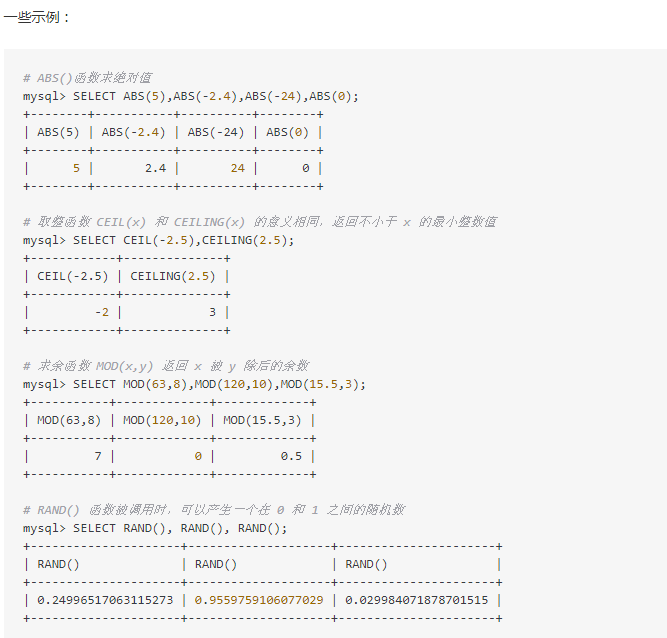 一些示例：
# ABS()函数求绝对值
mysql> SELECT ABS(5),ABS(-2.4),ABS(-24),ABS(0);
+--------+-----------+----------+--------+
| ABS(5) | ABS(-2.4) | ABS(-24) | ABS(0) |
+--------+-----------+----------+--------+
|      5 |       2.4 |       24 |      0 |
+--------+-----------+----------+--------+
# 取整函数 CEIL(x) 和 CEILING(x) 的意义相同，返回不小于 x 的最小整数值
mysql> SELECT CEIL(-2.5),CEILING(2.5);
+------------+--------------+
| CEIL(-2.5) | CEILING(2.5) |
+------------+--------------+
|         -2 |            3 |
+------------+--------------+
# 求余函数 MOD(x,y) 返回 x 被 y 除后的余数
mysql> SELECT MOD(63,8),MOD(120,10),MOD(15.5,3);
+-----------+-------------+-------------+
| MOD(63,8) | MOD(120,10) | MOD(15.5,3) |
+-----------+-------------+-------------+
|         7 |           0 |         0.5 |
+-----------+-------------+-------------+
# RAND() 函数被调用时，可以产生一个在 0 和 1 之间的随机数
mysql> SELECT RAND(), RAND(), RAND();
+---------------------+--------------------+----------------------+
| RAND()              | RAND()             | RAND()               |
+---------------------+--------------------+----------------------+
| 0.24996517063115273 | 0.9559759106077029 | 0.029984071878701515 |
+---------------------+--------------------+----------------------+